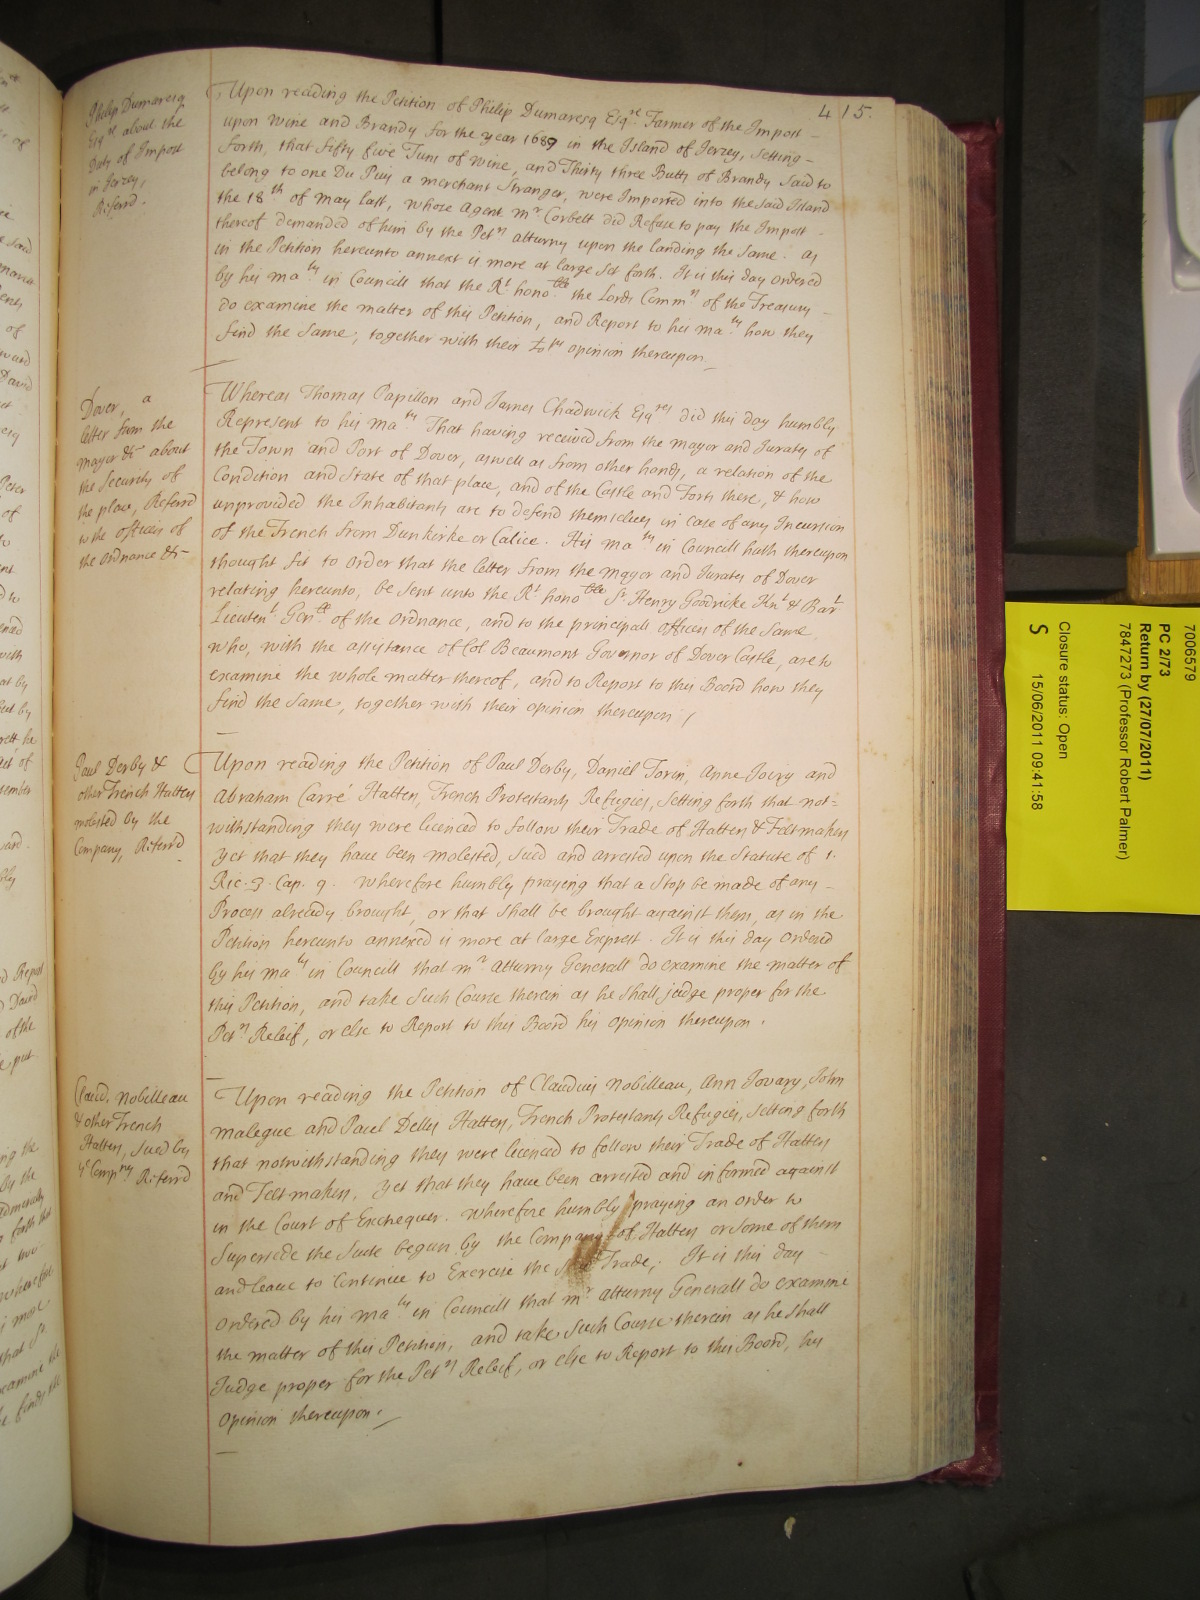 415.
Philip Dumaresq
Esqre about the
Duty of Impost
in Jarzey,
Referrd.
Upon reading the Petition of Philip Dumaresq Esqre Farmer of the Impost
upon Wine and Brandy for the year 1689 in the Island of Jerzey, setting
forth, that fifty five Tuns of Wine, and Thirty three Butts of Brandy said to
belong to one Du Puy a merchant Stranger, were Imported into the said Island
the 18th of May last, whose Agent mr Corbett did Refuse to pay the Impost
thereof demanded of him by the Petrs atturny upon the landing the same. as
in the Petition hereunto annext is more at large set forth. It is this day ordered
by his maty in Councill that the Rt honoble the Lords Commrs of the Treasury
do examine the matter of this Petition, and Report to his maty how they
find the same, together with their Lopps opinion thereupon
Dover, a
letter from the
mayor &c about
the Security of
the place, Referrd
to the officers of
the ordnance &c
Whereas Thomas Papillon and James Chadwick Esqres did this day humbly
Represent to his maty That having received from the mayor and Jurates of
the Town and Port of Dover, aswell as from other hands, a relation of the
Condition and State of that place, and of the Castle and Forts there, & how
unprovided the Inhabitants are to defend themselves in case of any Incursion
of the French from Dunkirke or Calice. His maty in Councill hath thereupon
thought fit to order that the letter from the mayor and Jurates of Dover
relating hereunto, be sent unto the Rt honoble Sr Henry Goodricke Knt & Bart
Lieutent Genll of the ordnance, and to the principall officers of the same
who, with the assistance of Col. Beaumont Governor of Dover Castle, are to
examine the whole matter thereof, and to Report to this Board how they
find the same, together with their opinion thereupon
Paul Derby &
other French Hatters
molested by the
Company, Referrd
Upon reading the Petition of Paul Derby, Daniel Torin, Anne Joery and
Abraham Carré Hatters, French Protestants Refugies, setting forth that not=
withstanding they were licenced to follow their Trade of Hatters & Feltmakers
yet that they have been molested, sued and arrested upon the Statute of 1.
Ric. 3. Cap. 9. Wherefore humbly praying that a Stop be made of any
Process already brought, or that shall be brought against them, as in the
Petition hereunto annexed is more at large Exprest. It is this day ordered
by his maty in Councill that mr atturny Generall do examine the matter of
this Petition, and take such Course therein as he shall judge proper for the
Petrs Releif, or else to Report to this Board his opinion thereupon.
Claud. Nobilleau
& other French
Hatters, sued by
ye Compny Referrd
Upon reading the Petition of Claudius Nobilleau, Ann Jovary, John
malegue and Paul Delles Hatters, French Protestants Refugies, setting forth
that notwithstanding they were licenced to follow their Trade of Hatters
and Feltmakers, yet that they have been arrested and informed against
in the Court of Exchequer. Wherefore humbly praying an order to
supersede the suite begun by the Company of Hatters or some of them
and leave to Continue to Exercise the Trade; It is this day
ordered by his maty in Councill that mr atturny Generall do examine
the matter of this Petition, and take such Course therein as he shall
Judge proper for the Petrs Releif, or else to Report to this Board, his
opinion thereupon.
7006579
PC 2/73
Return by (27/07/2011)
7847273 (Professor Robert Palmer)
Closure status: Open
S 15/06/2011 09:41:58